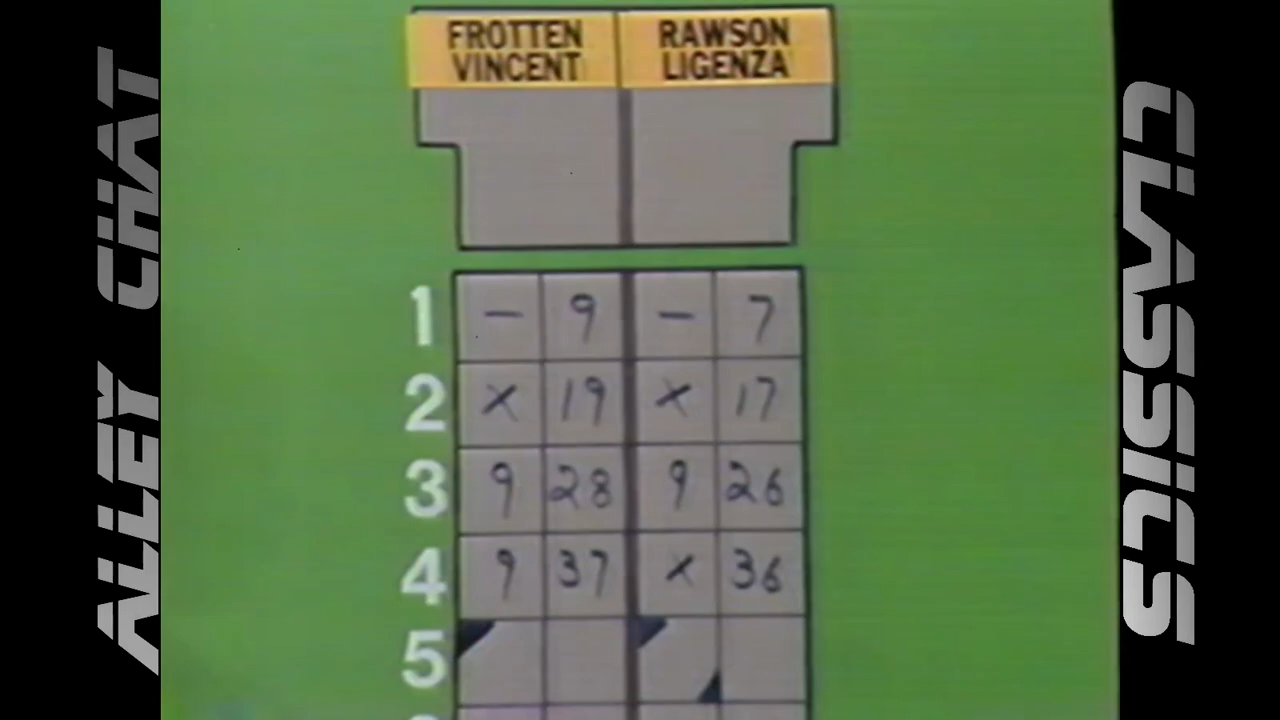 ALLEY CHAT
FROTTEN
VINCENT
RAWSON
LIGENZA
1 – 9 – 7
2 X 19 X 17
3 9 28 9 26
4 9 37 X 36
5
CLASSICS